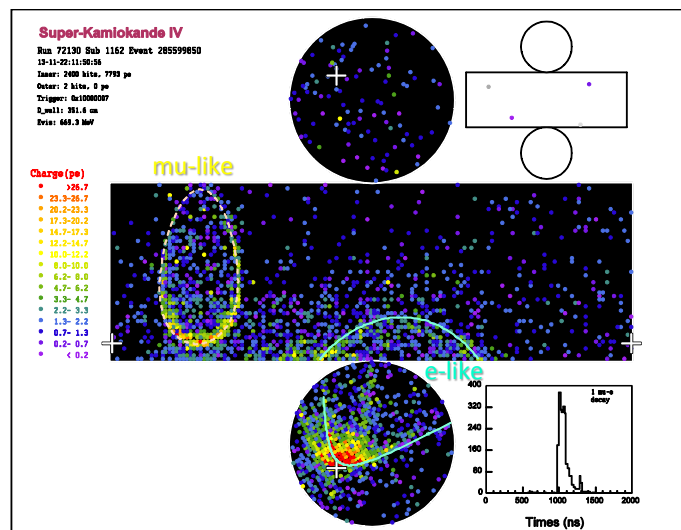 Super-Kamiokande IV
Run 72130 Sub 1162 Event 285599850
13-11-22:11:50:56
Inner: 2400 hits, 7793 pe
Outer: 2 hits, 0 pe
Trigger: 0x10000007
D_wall: 351.6 cm
Evis: 669.3 MeV
mu-like
Charge(pe)
>26.7
23.3-26.7
20.2-23.3
17.3-20.2
14.7-17.3
12.2-14.7
10.0-12.2
8.0-10.0
6.2- 8.0
4.7- 6.2
3.3- 4.7
2.2- 3.3
1.3- 2.2
0.7- 1.3
0.2- 0.7
< 0.2
e-like
1 mu-e
decay
400
320
240
160
80
0
0 500 1000 1500 2000
Times (ns)